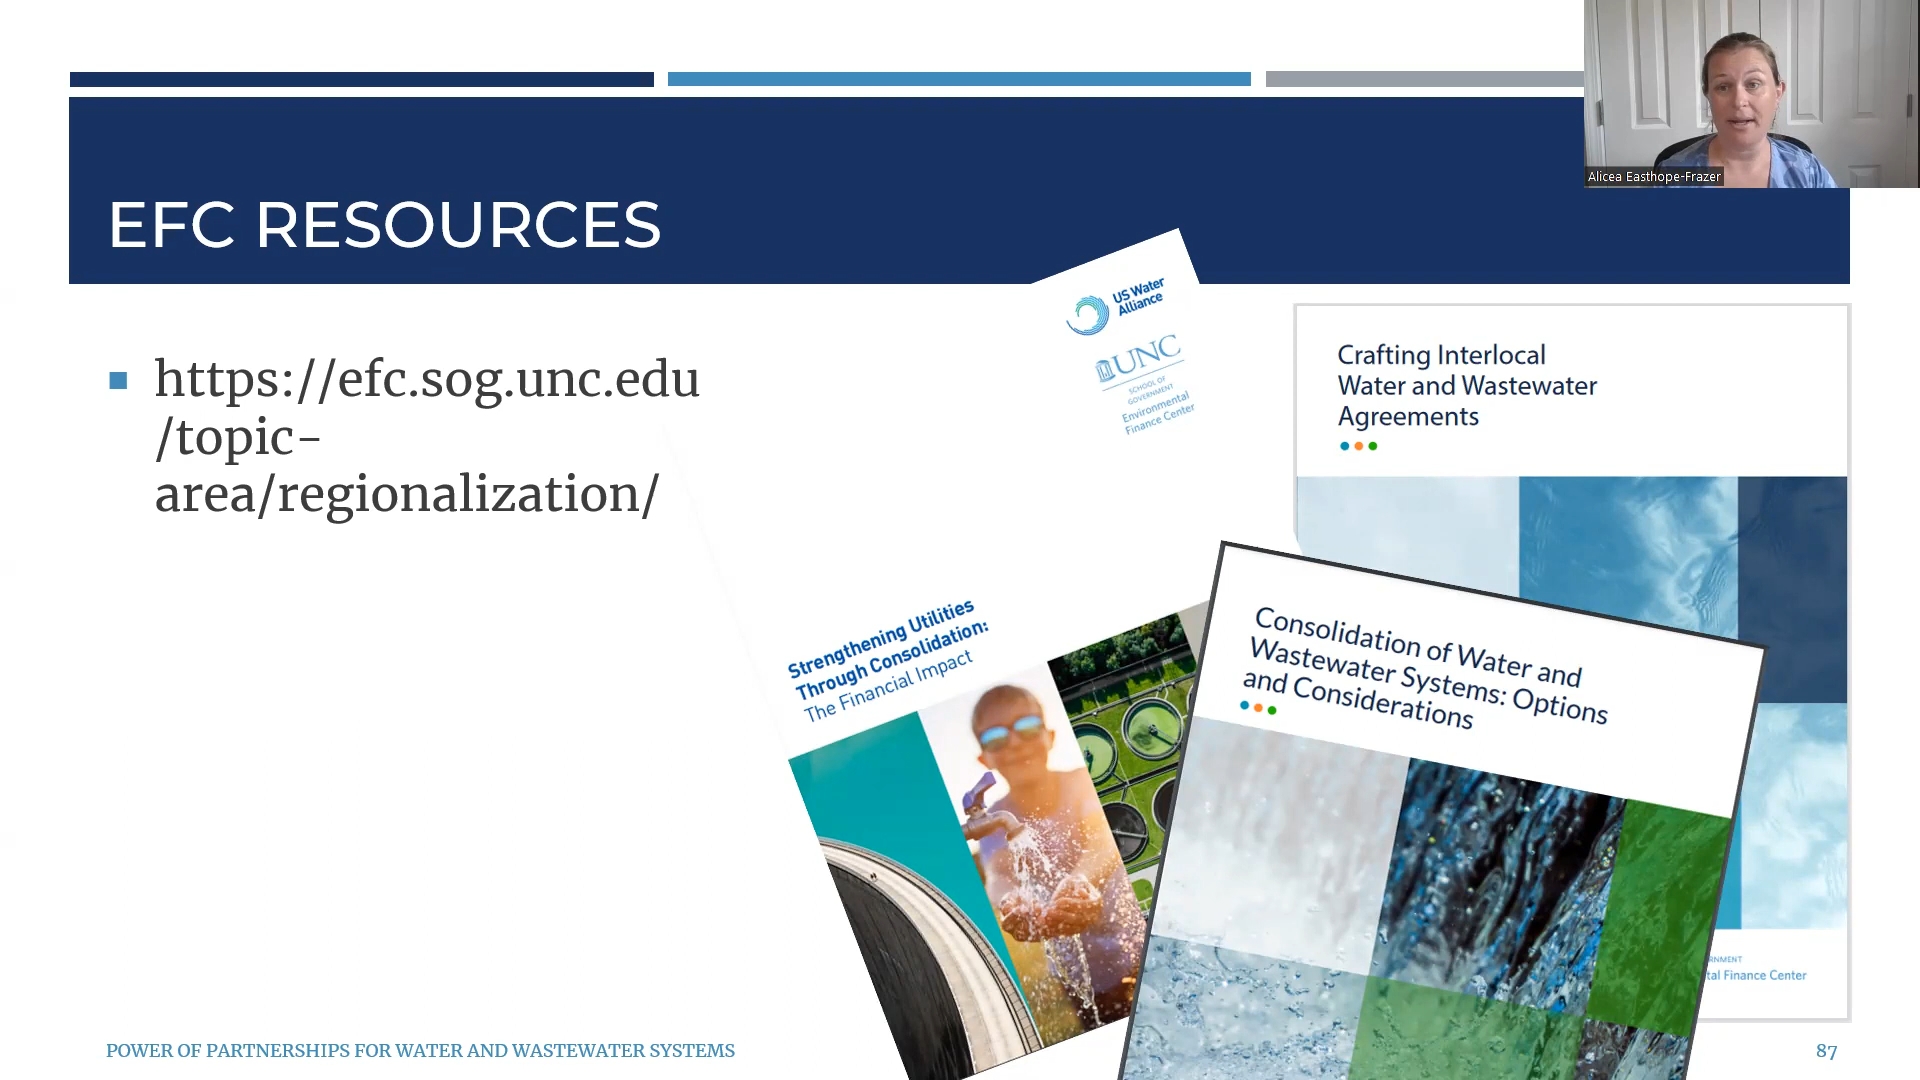 Alicea Easthope-Frazer
EFC RESOURCES
https://efc.sog.unc.edu
/topic-
area/regionalization/
US Water
Alliance
UNC
SCHOOL OF
GOVERNMENT
Environmental
Finance Center
Strengthening Utilities
Through Consolidation:
The Financial Impact
Crafting Interlocal
Water and Wastewater
Agreements
Consolidation of Water and
Wastewater Systems: Options
and Considerations
RNMENT
tal Finance Center
POWER OF PARTNERSHIPS FOR WATER AND WASTEWATER SYSTEMS
87